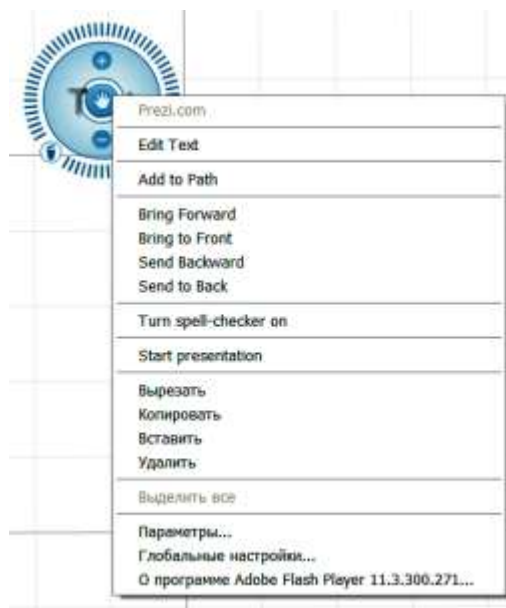 Prezi.com
Edit Text
Add to Path
Bring Forward
Bring to Front
Send Backward
Send to Back
Turn spell-checker on
Start presentation
Вырезать
Копировать
Вставить
Удалить
Выделить все
Параметры...
Глобальные настройки...
О программе Adobe Flash Player 11.3.300.271...